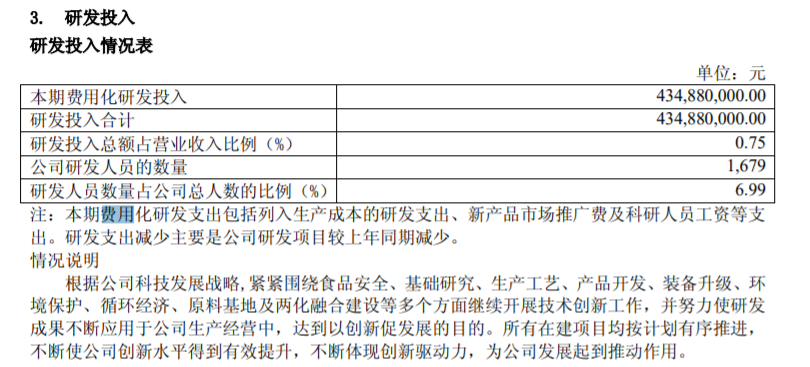 3. 研发投入
研发投入情况表
单位：元
本期费用化研发投入 434,880,000.00
研发投入合计 434,880,000.00
研发投入总额占营业收入比例（%） 0.75
公司研发人员的数量 1,679
研发人员数量占公司总人数的比例（%） 6.99
注：本期费用化研发支出包括列入生产成本的研发支出、新产品市场推广费及科研人员工资等支
出。研发支出减少主要是公司研发项目较上年同期减少。
情况说明
根据公司科技发展战略,紧紧围绕食品安全、基础研究、生产工艺、产品开发、装备升级、环
境保护、循环经济、原料基地及两化融合建设等多个方面继续开展技术创新工作，并努力使研发
成果不断应用于公司生产经营中，达到以创新促发展的目的。所有在建项目均按计划有序推进，
不断使公司创新水平得到有效提升，不断体现创新驱动力，为公司发展起到推动作用。